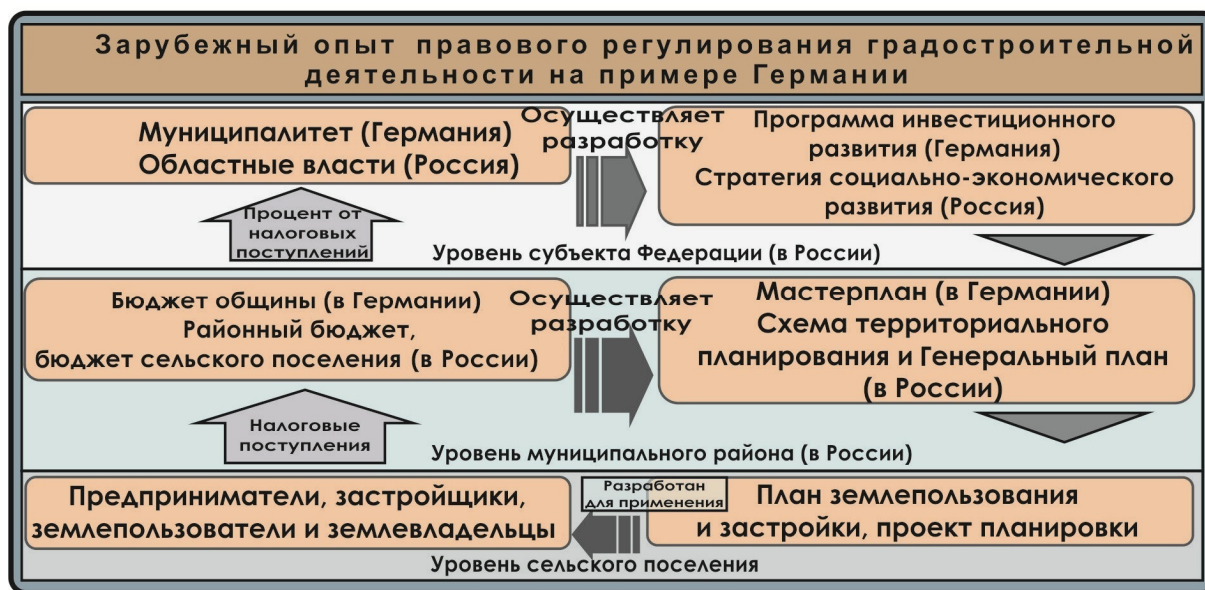 Зарубежный опыт правового регулирования градостроительной
деятельности на примере Германии
Муниципалитет (Германия)
Областные власти (Россия)
Осуществляет
разработку
Программа инвестиционного
развития (Германия)
Стратегия социально-экономического
развития (Россия)
Процент от
налоговых
поступлений
Уровень субъекта Федерации (в России)
Бюджет общины (в Германии)
Районный бюджет,
бюджет сельского поселения (в России)
Осуществляет
разработку
Мастерплан (в Германии)
Схема территориального
планирования и Генеральный план
(в России)
Налоговые
поступления
Уровень муниципального района (в России)
Предприниматели, застройщики,
землепользователи и землевладельцы
Разработан
для применения
План землепользования
и застройки, проект планировки
Уровень сельского поселения